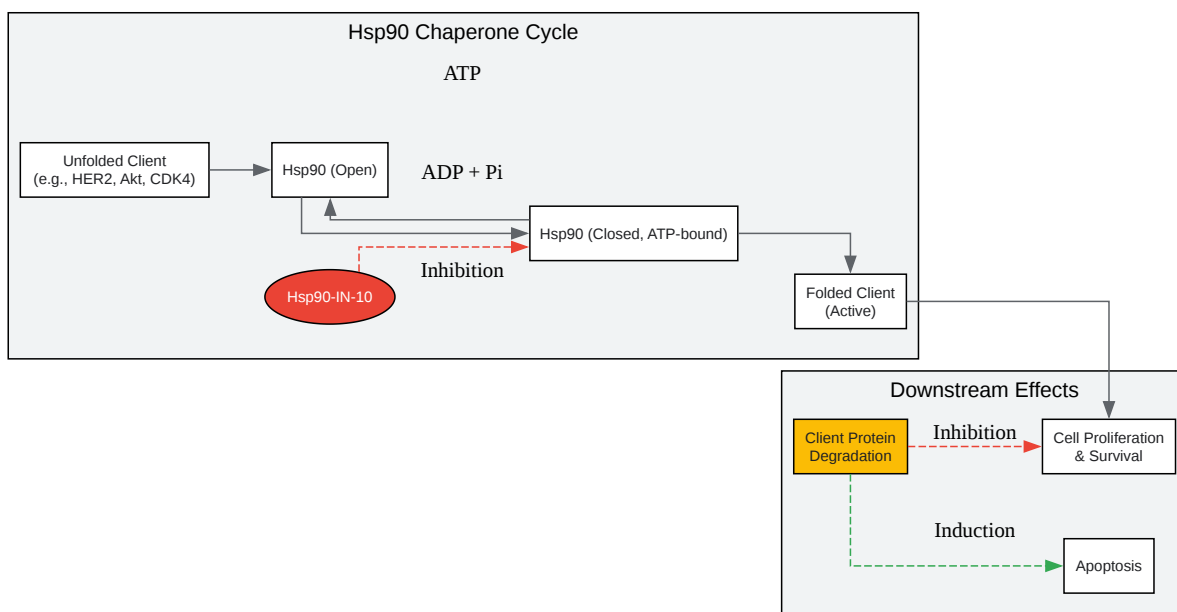 Hsp90 Chaperone Cycle
ATP
Unfolded Client
(e.g., HER2, Akt, CDK4)
Hsp90 (Open)
ADP + Pi
Hsp90 (Closed, ATP-bound)
Inhibition
Hsp90-IN-10
Folded Client
(Active)
Downstream Effects
Client Protein
Degradation
Inhibition
Cell Proliferation
& Survival
Induction
Apoptosis